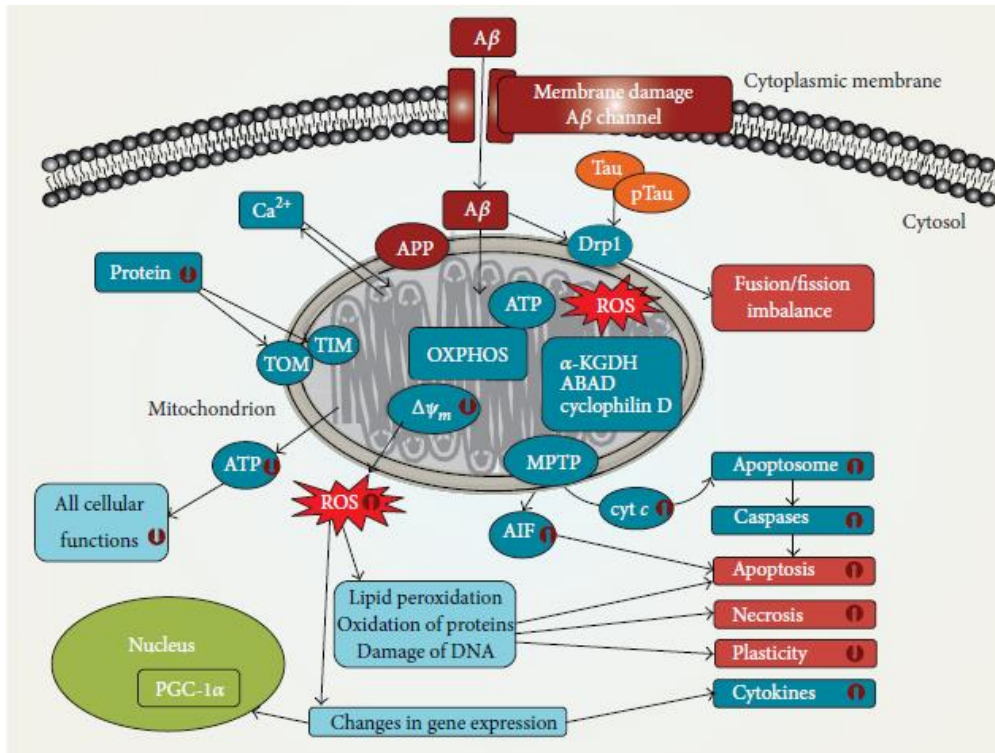 Aβ
Membrane damage
Aβ channel
Cytoplasmic membrane
Tau
pTau
Cytosol
Ca²⁺
Aβ
APP
Drp1
Protein
Fusion/fission
imbalance
ATP
ROS
TIM
TOM
OXPHOS
α-KGDH
ABAD
cyclophilin D
Mitochondrion
Δψₘ
MPTP
ATP
ROS
AIF
cyt c
Apoptosome
Caspases
Apoptosis
All cellular
functions
Lipid peroxidation
Oxidation of proteins
Damage of DNA
Necrosis
Plasticity
Cytokines
Nucleus
PGC-1α
Changes in gene expression